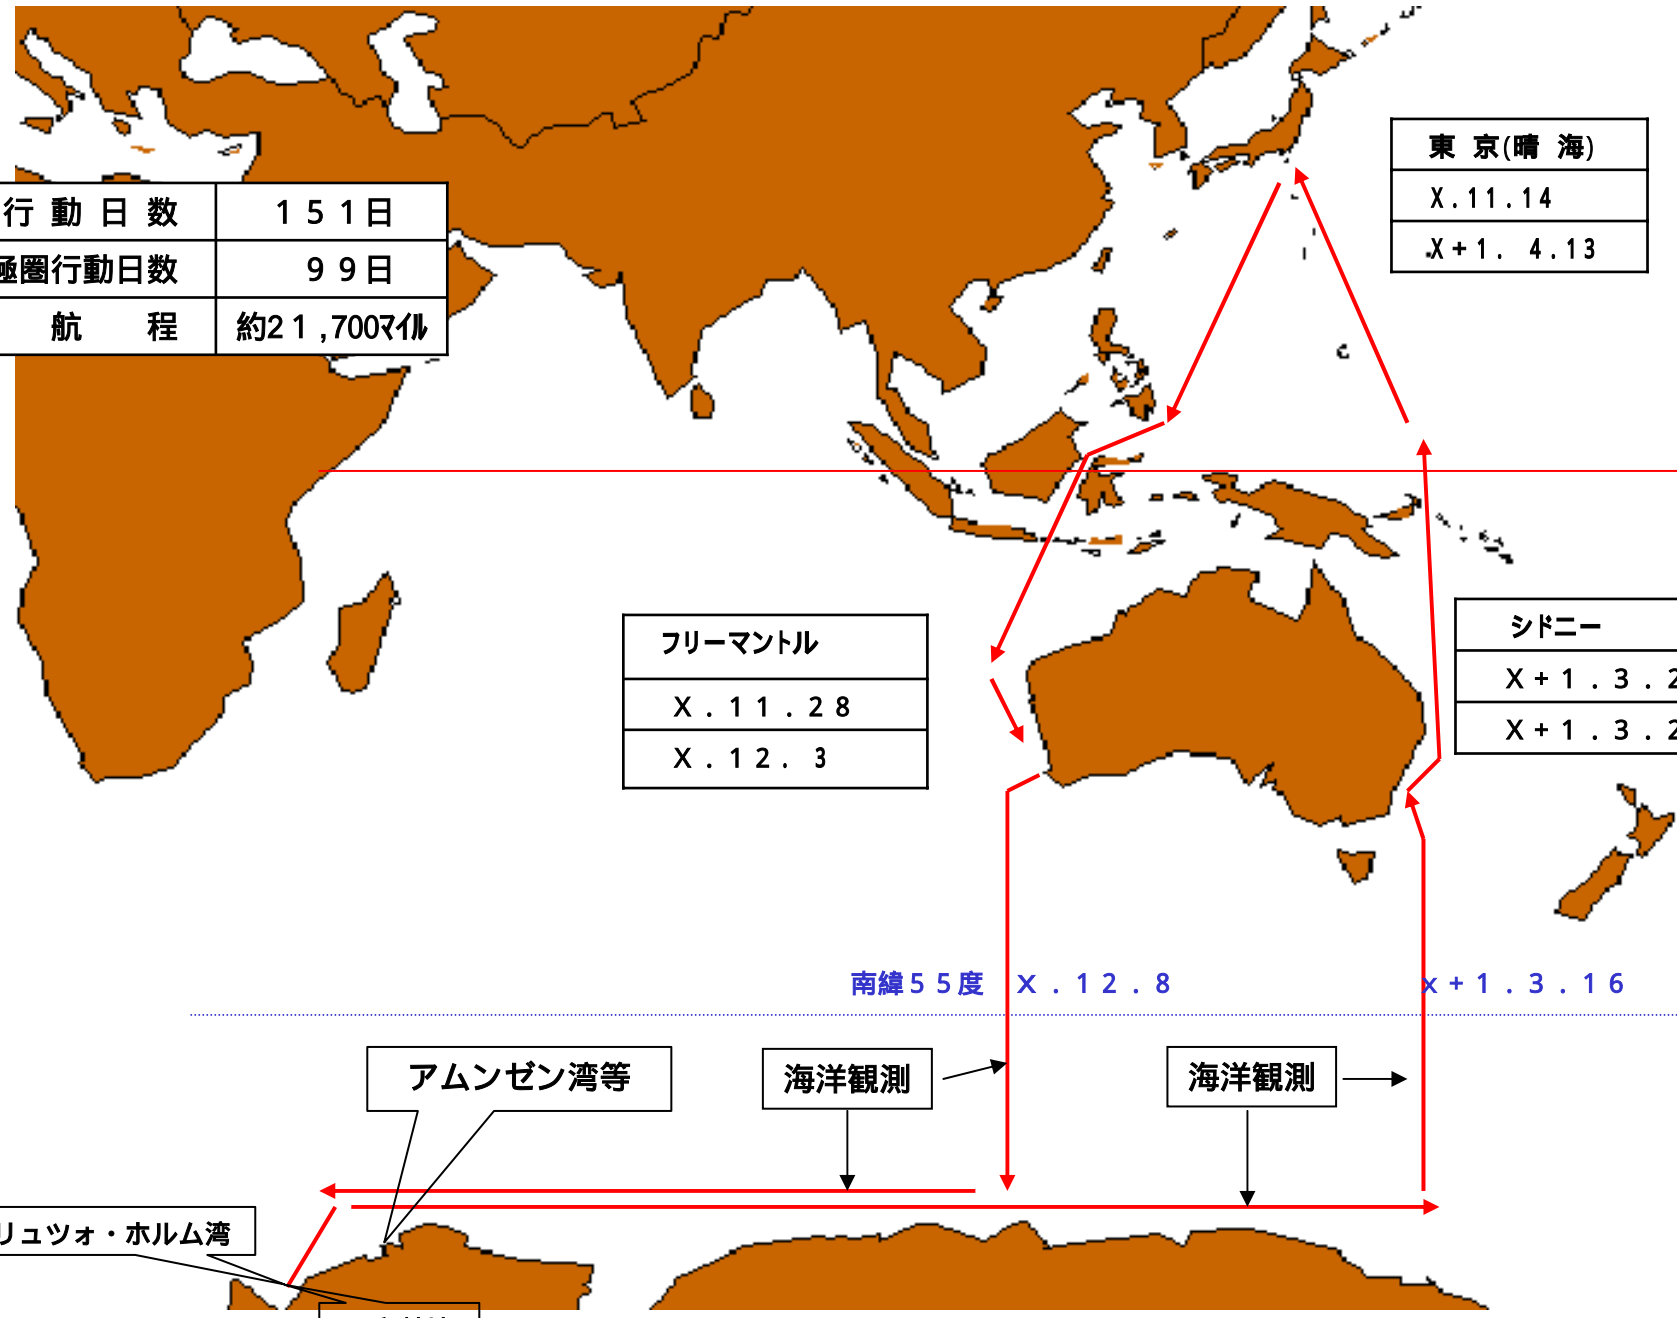 東 京(晴 海)
X.11.14
X+1. 4.13
行 動 日 数 151日
極圏行動日数 99日
航 程 約21,700マイル
フリーマントル
X.11.28
X.12. 3
シドニー
X+1.3.2
X+1.3.2
南緯55度 X.12.8 x+1.3.16
アムンゼン湾等
海洋観測
海洋観測
リュツォ・ホルム湾